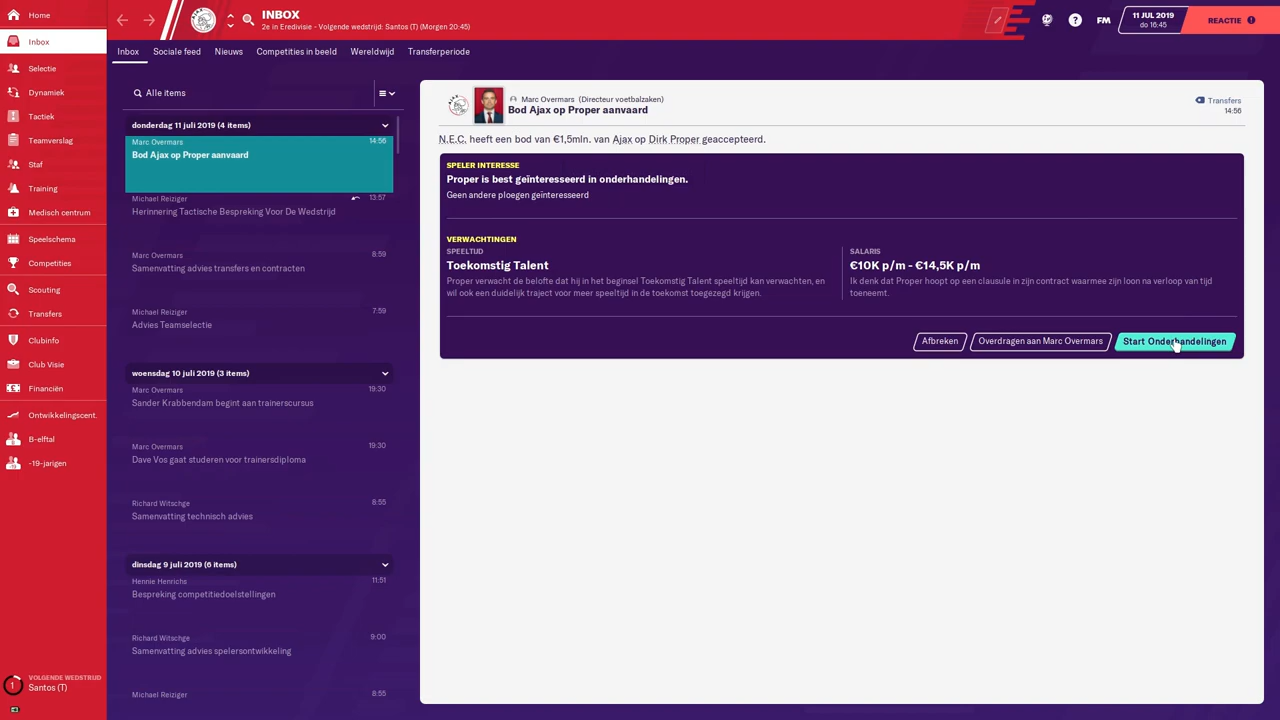 Home
Inbox
Selectie
Dynamiek
Tactiek
Teamverslag
Staf
Training
Medisch centrum
Speelschema
Competities
Scouting
Transfers
Clubinfo
Club Visie
Financiën
Ontwikkelingscent.
B-elftal
-19-jarigen
1
VOLGENDE WEDSTRIJD
Santos (T)
INBOX
2e in Eredivisie - Volgende wedstrijd: Santos (T) (Morgen 20:45)
?
FM
11 JUL 2019
do 16:45
REACTIE
Inbox
Sociale feed
Nieuws
Competities in beeld
Wereldwijd
Transferperiode
Alle items
donderdag 11 juli 2019 (4 items)
Marc Overmars 14:56
Bod Ajax op Proper aanvaard
Michael Reiziger 13:57
Herinnering Tactische Bespreking Voor De Wedstrijd
Marc Overmars 8:59
Samenvatting advies transfers en contracten
Michael Reiziger 7:59
Advies Teamselectie
woensdag 10 juli 2019 (3 items)
Marc Overmars 19:30
Sander Krabbendam begint aan trainerscursus
Marc Overmars 19:30
Dave Vos gaat studeren voor trainersdiploma
Richard Witschge 8:55
Samenvatting technisch advies
dinsdag 9 juli 2019 (6 items)
Hennie Henrichs 11:51
Bespreking competitiedoelstellingen
Richard Witschge 9:00
Samenvatting advies spelersontwikkeling
Michael Reiziger 8:55
Marc Overmars (Directeur voetbalzaken)
Bod Ajax op Proper aanvaard
Transfers
14:56
N.E.C. heeft een bod van €1,5mln. van Ajax op Dirk Proper geaccepteerd.
SPELER INTERESSE
Proper is best geïnteresseerd in onderhandelingen.
Geen andere ploegen geïnteresseerd
VERWACHTINGEN
SPEELTIJD
Toekomstig Talent
Proper verwacht de belofte dat hij in het beginsel Toekomstig Talent speeltijd kan verwachten, en
wil ook een duidelijk traject voor meer speeltijd in de toekomst toegezegd krijgen.
SALARIS
€10K p/m - €14,5K p/m
Ik denk dat Proper hoopt op een clausule in zijn contract waarmee zijn loon na verloop van tijd
toeneemt.
Afbreken
Overdragen aan Marc Overmars
Start Onderhandelingen